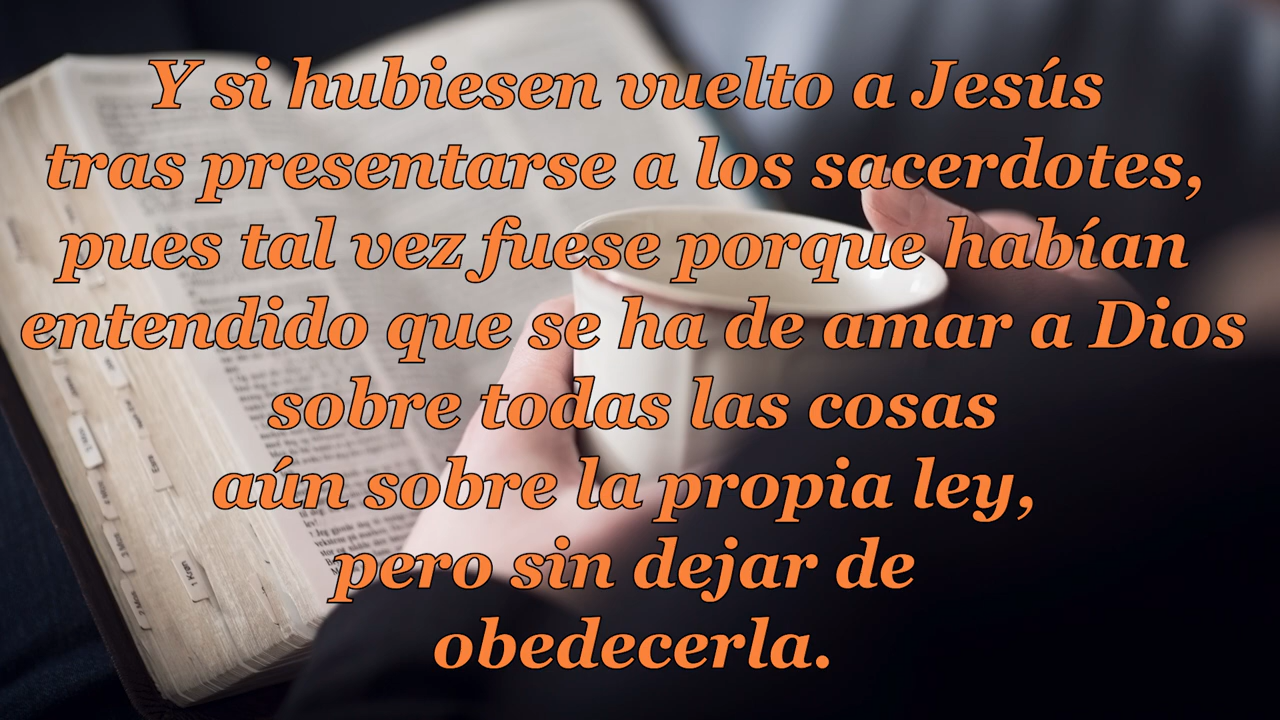 Y si hubiesen vuelto a Jesús
tras presentarse a los sacerdotes,
pues tal vez fuese porque habían
entendido que se ha de amar a Dios
sobre todas las cosas
aún sobre la propia ley,
pero sin dejar de
obedecerla.